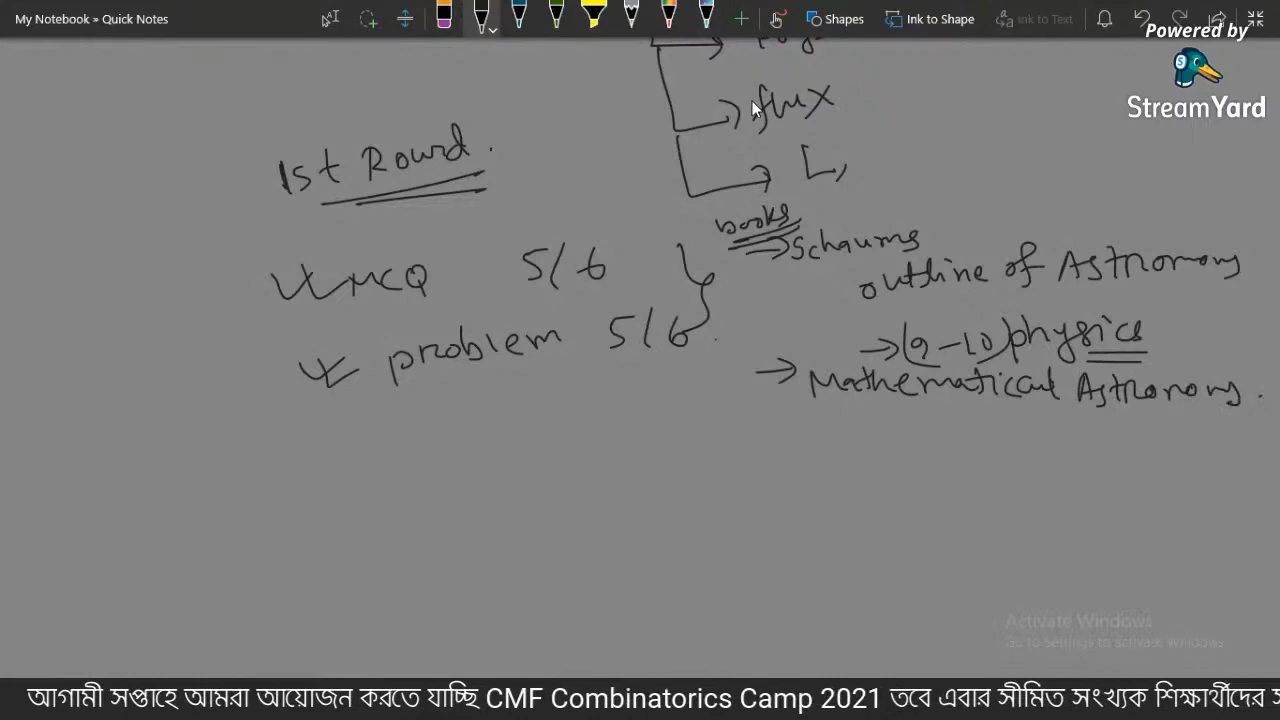 My Notebook » Quick Notes
Shapes
Ink to Shape
Ink to Text
Powered by
StreamYard
flux
L,
1st Round.
MCQ 5/6
problem 5/6
books
→ Schaums
outline of Astronomy
→ (9-10) physics
→ Mathematical Astronomy.
Activate Windows
Go to Settings to activate Windows.
আগামী সপ্তাহে আমরা আয়োজন করতে যাচ্ছি CMF Combinatorics Camp 2021 তবে এবার সীমিত সংখ্যক শিক্ষার্থীদের